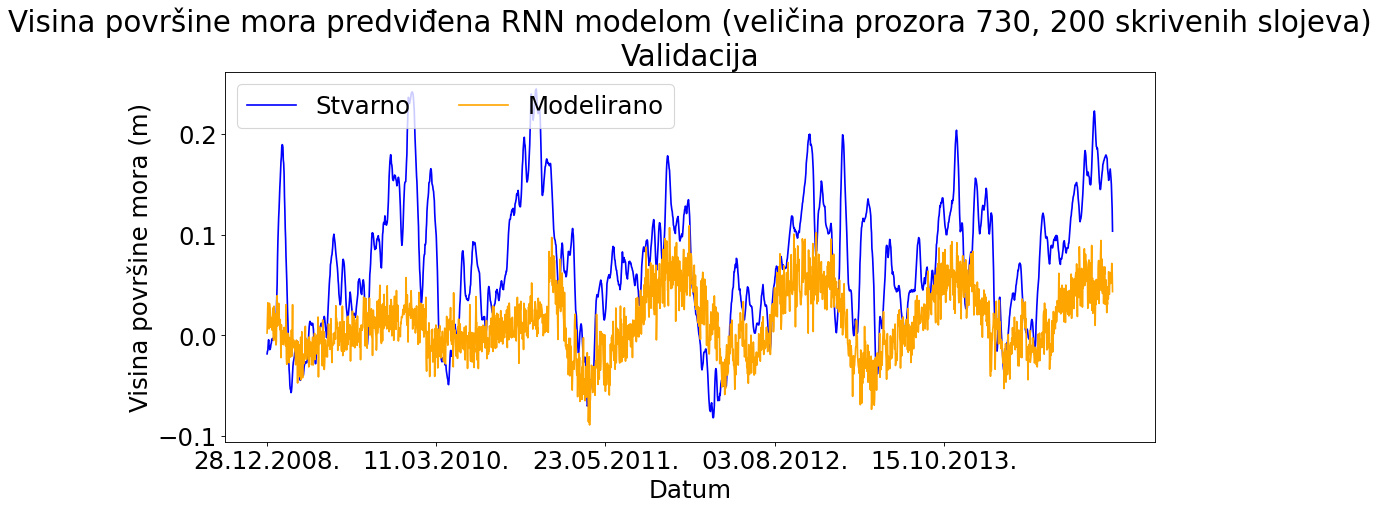 Visina površine mora predviđena RNN modelom (veličina prozora 730, 200 skrivenih slojeva)
Validacija
Stvarno Modelirano
Visina površine mora (m)
0.2
0.1
0.0
−0.1
28.12.2008. 11.03.2010. 23.05.2011. 03.08.2012. 15.10.2013.
Datum